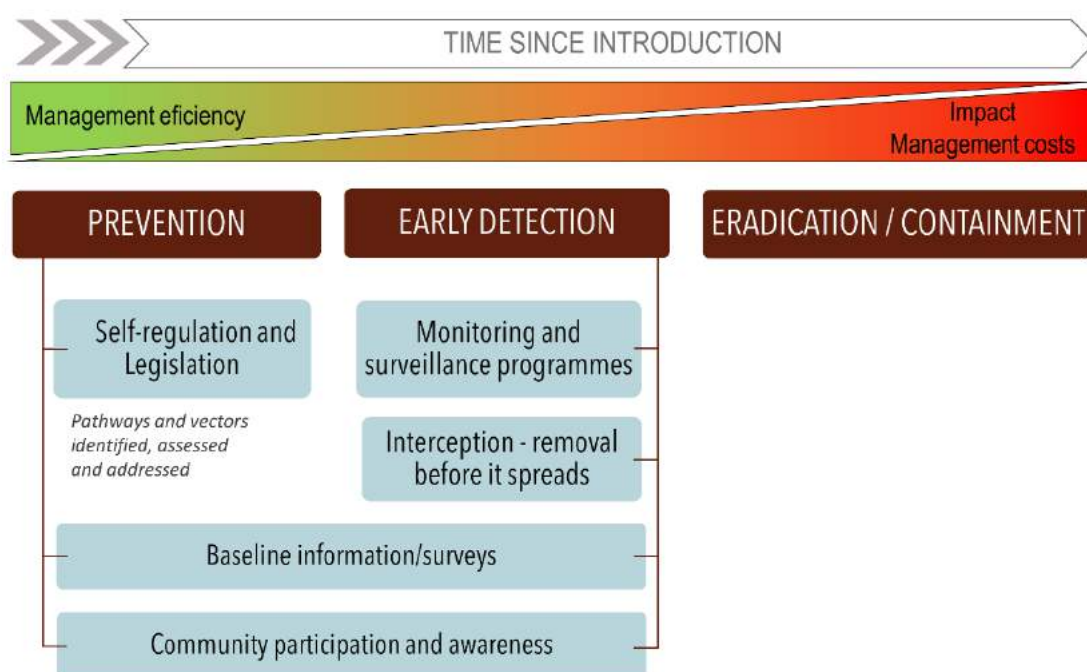 TIME SINCE INTRODUCTION
Management eficiency
Impact
Management costs
PREVENTION
EARLY DETECTION
ERADICATION / CONTAINMENT
Self-regulation and
Legislation
Monitoring and
surveillance programmes
Pathways and vectors
identified, assessed
and addressed
Interception - removal
before it spreads
Baseline information/surveys
Community participation and awareness